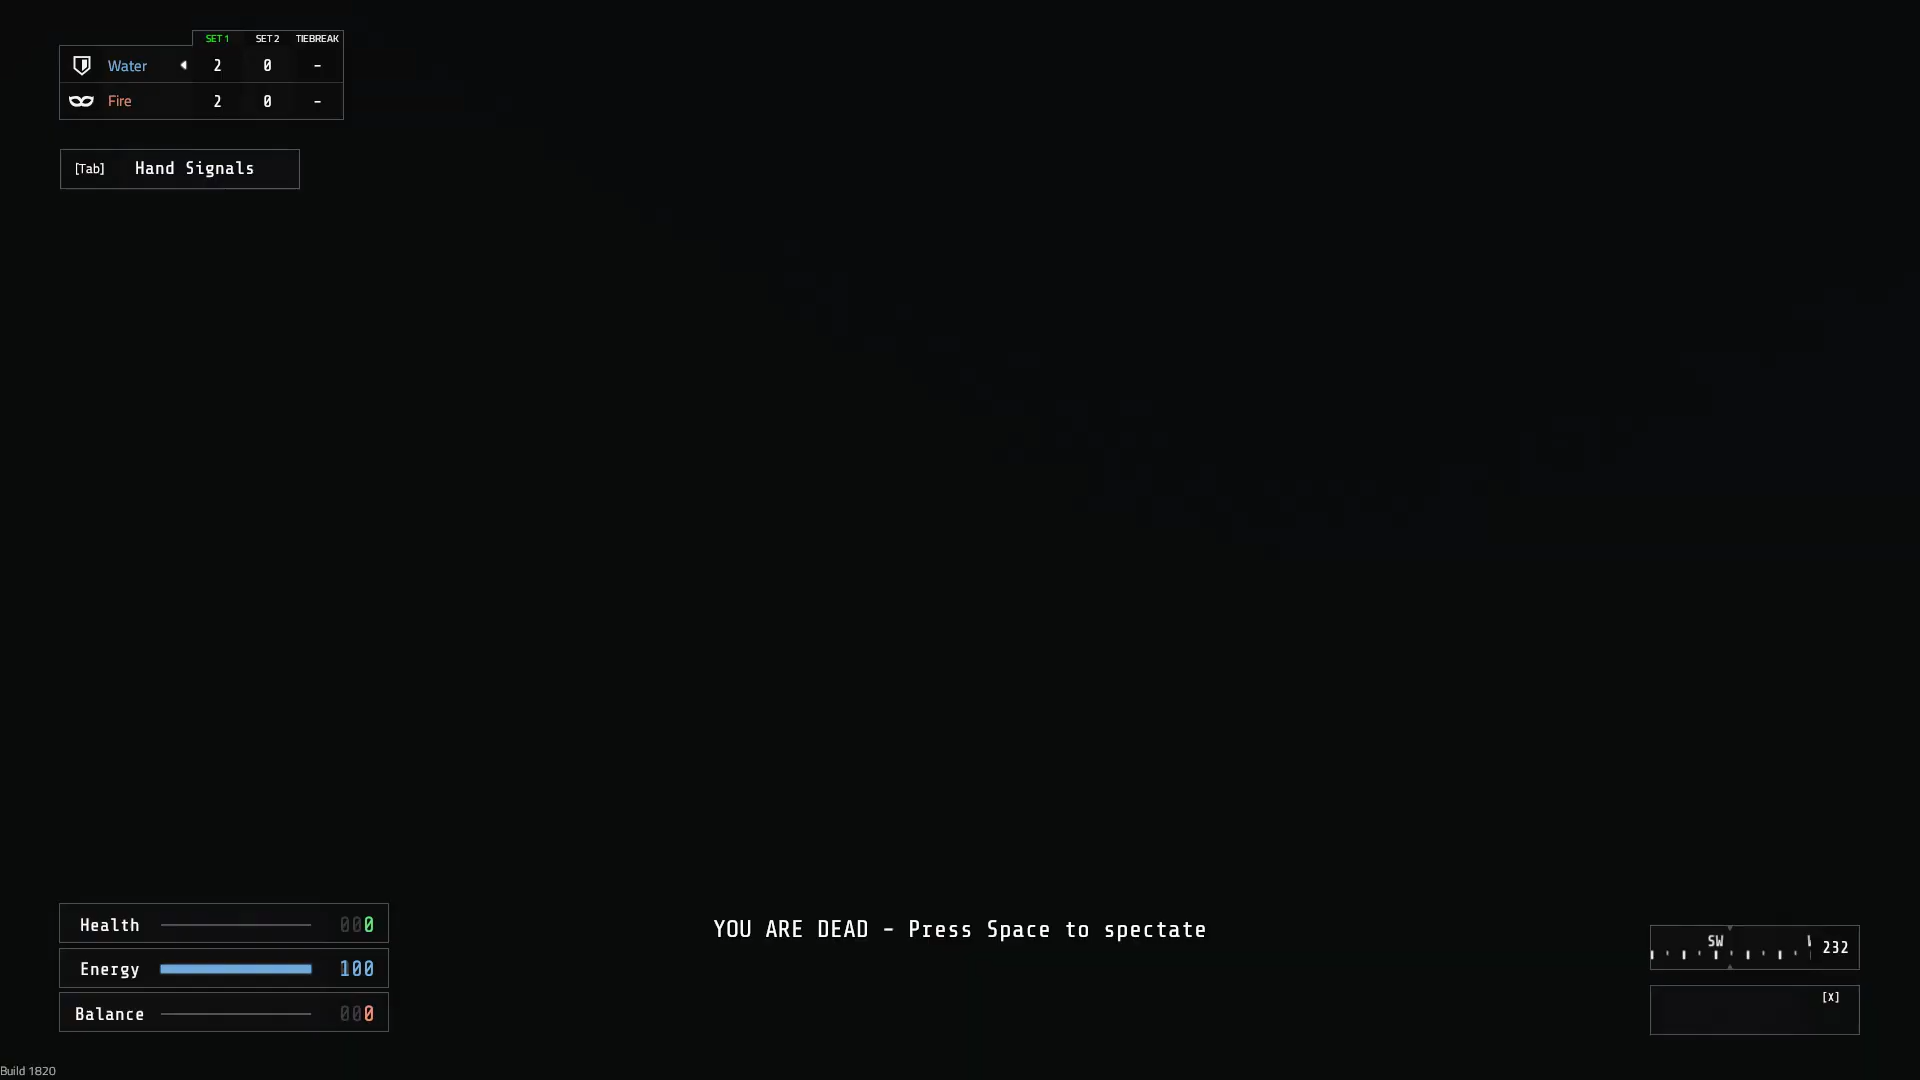 SET 1 SET 2 TIEBREAK
Water 2 0 -
Fire 2 0 -
[Tab] Hand Signals
Health 000
Energy 100
Balance 000
YOU ARE DEAD - Press Space to spectate
SW 232
[X]
Build 1820